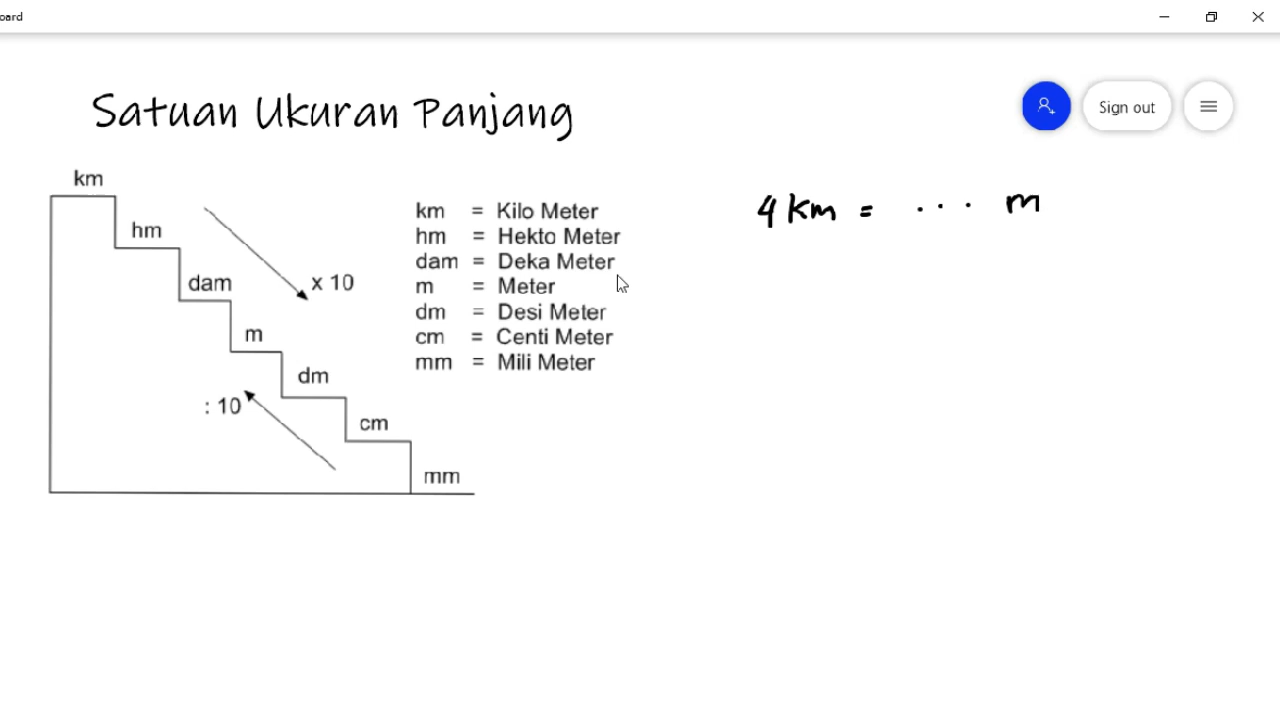 oard
Satuan Ukuran Panjang
Sign out
km
hm
dam
m
dm
cm
mm
x 10
: 10
km = Kilo Meter
hm = Hekto Meter
dam = Deka Meter
m = Meter
dm = Desi Meter
cm = Centi Meter
mm = Mili Meter
4 km = ... m